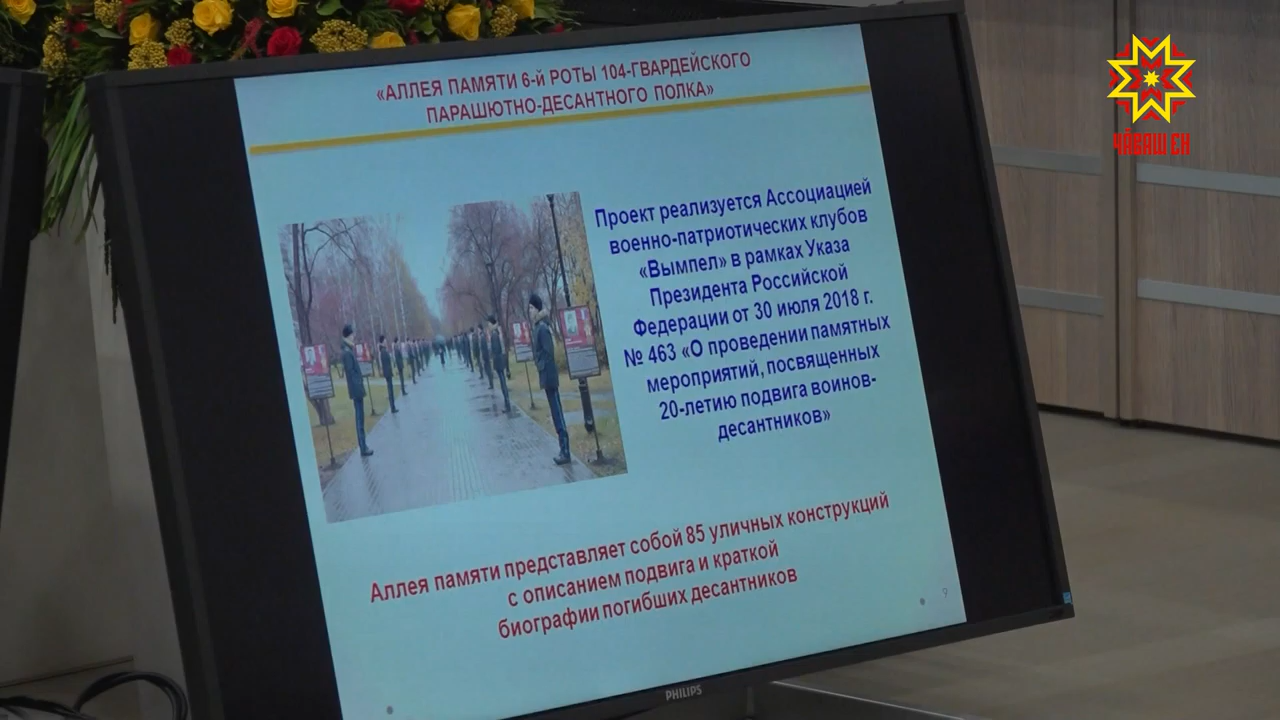 «АЛЛЕЯ ПАМЯТИ 6-й РОТЫ 104-ГВАРДЕЙСКОГО
ПАРАШЮТНО-ДЕСАНТНОГО ПОЛКА»
Проект реализуется Ассоциацией
военно-патриотических клубов
«Вымпел» в рамках Указа
Президента Российской
Федерации от 30 июля 2018 г.
№ 463 «О проведении памятных
мероприятий, посвященных
20-летию подвига воинов-
десантников»
Аллея памяти представляет собой 85 уличных конструкций
с описанием подвига и краткой
биографии погибших десантников
9
PHILIPS
ЧӐВАШ ЕН